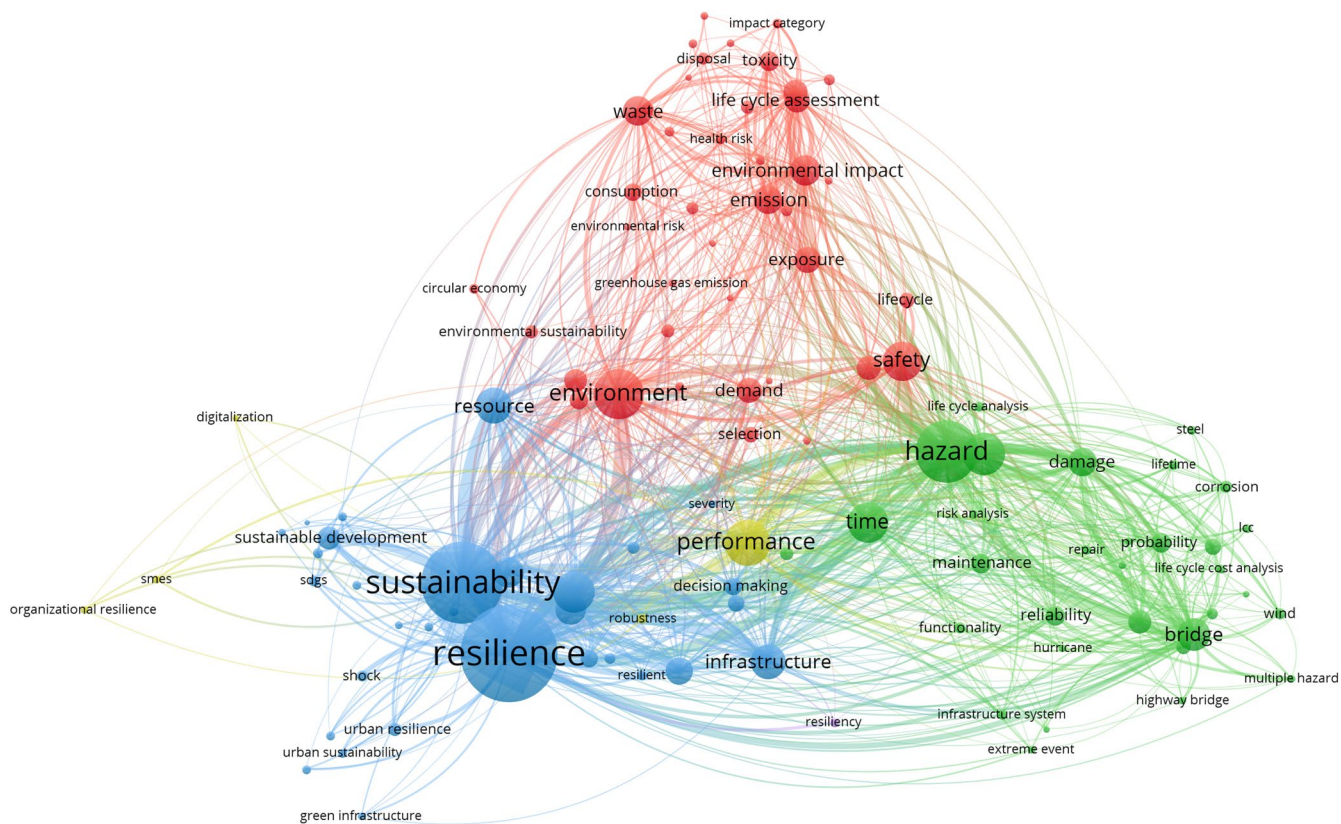 impact category
disposal
toxicity
life cycle assessment
waste
health risk
environmental impact
consumption
emission
environmental risk
exposure
greenhouse gas emission
circular economy
lifecycle
environmental sustainability
safety
environment
demand
resource
life cycle analysis
digitalization
selection
steel
hazard
damage
lifetime
corrosion
severity
risk analysis
time
lcc
sustainable development
performance
repair
probability
maintenance
life cycle cost analysis
smes
sdgs
sustainability
decision making
organizational resilience
robustness
reliability
wind
functionality
bridge
hurricane
resilience
infrastructure
shock
resilient
multiple hazard
highway bridge
infrastructure system
resiliency
urban resilience
extreme event
urban sustainability
green infrastructure